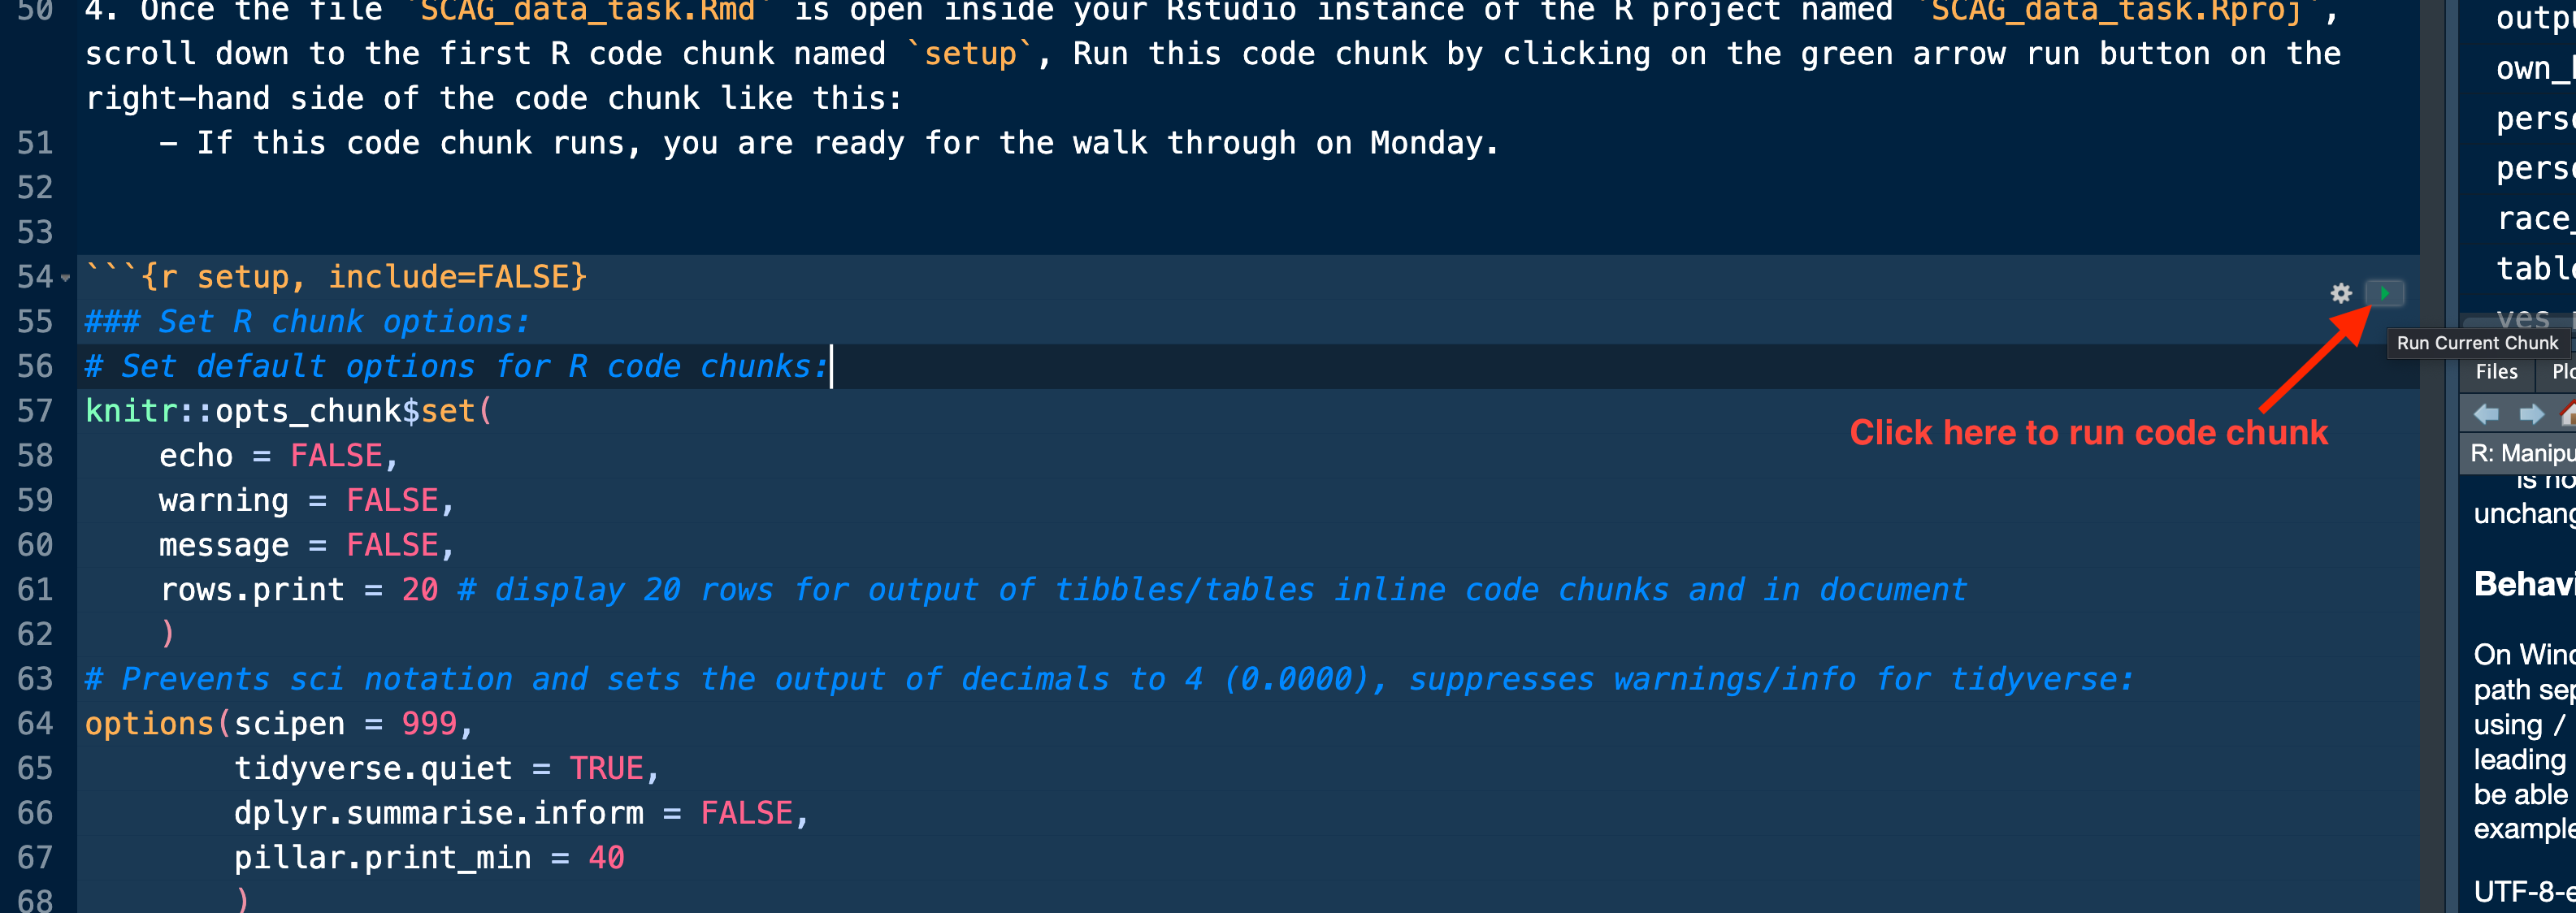 50 4. Once the file `SCAG_data_task.Rmd` is open inside your Rstudio instance of the R project named `SCAG_data_task.Rproj`,
scroll down to the first R code chunk named `setup`, Run this code chunk by clicking on the green arrow run button on the
right-hand side of the code chunk like this:
51     - If this code chunk runs, you are ready for the walk through on Monday.
52
53
54 ```{r setup, include=FALSE}
55 ### Set R chunk options:
56 # Set default options for R code chunks:
57 knitr::opts_chunk$set(
58     echo = FALSE,
59     warning = FALSE,
60     message = FALSE,
61     rows.print = 20 # display 20 rows for output of tibbles/tables inline code chunks and in document
62     )
63 # Prevents sci notation and sets the output of decimals to 4 (0.0000), suppresses warnings/info for tidyverse:
64 options(scipen = 999,
65         tidyverse.quiet = TRUE,
66         dplyr.summarise.inform = FALSE,
67         pillar.print_min = 40
68         )
Click here to run code chunk
outpu
own_
perso
perso
race_
table
yes
Run Current Chunk
Files
Plo
R: Manipu
is no
unchang
Behavi
On Wind
path sep
using /
leading
be able
example
UTF-8-e